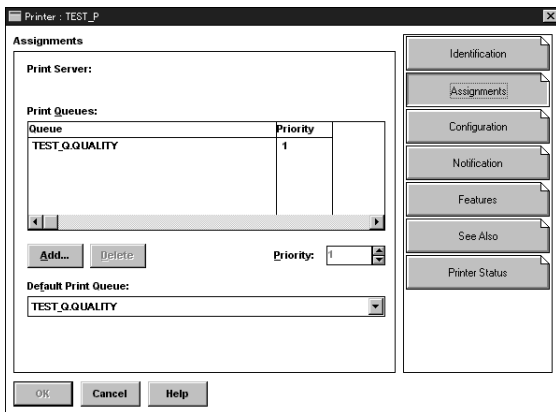 Printer : TEST_P
Assignments
Print Server:
Print Queues:
Queue Priority
TEST_Q.QUALITY 1
Add... Delete Priority: 1
Default Print Queue:
TEST_Q.QUALITY
OK Cancel Help
Identification
Assignments
Configuration
Notification
Features
See Also
Printer Status